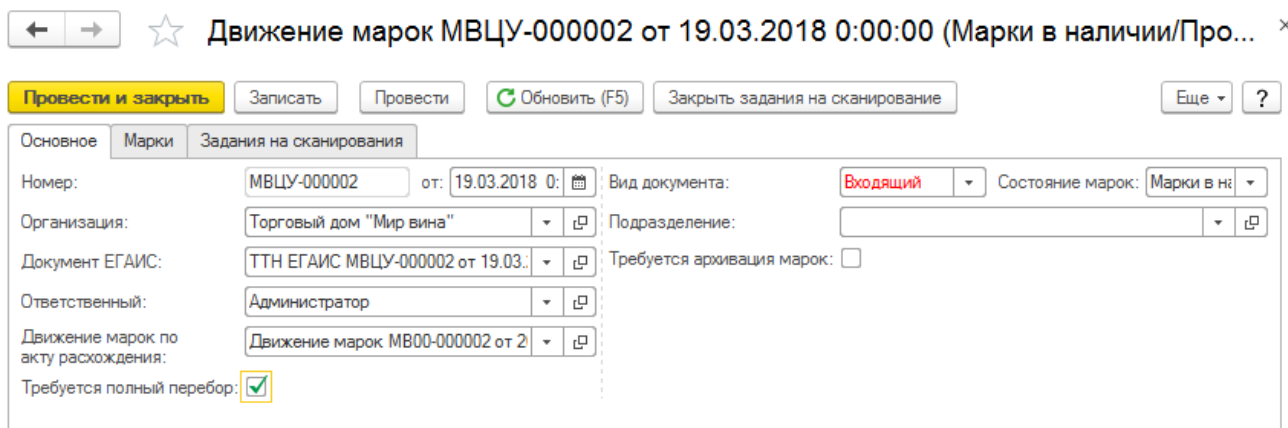 Движение марок МВЦУ-000002 от 19.03.2018 0:00:00 (Марки в наличии/Про...
Провести и закрыть Записать Провести Обновить (F5) Закрыть задания на сканирование Еще ?
Основное Марки Задания на сканирования
Номер: МВЦУ-000002 от: 19.03.2018 0: Вид документа: Входящий Состояние марок: Марки в на
Организация: Торговый дом "Мир вина" Подразделение:
Документ ЕГАИС: ТТН ЕГАИС МВЦУ-000002 от 19.03.: Требуется архивация марок:
Ответственный: Администратор
Движение марок по
акту расхождения: Движение марок МВ00-000002 от 2
Требуется полный перебор: